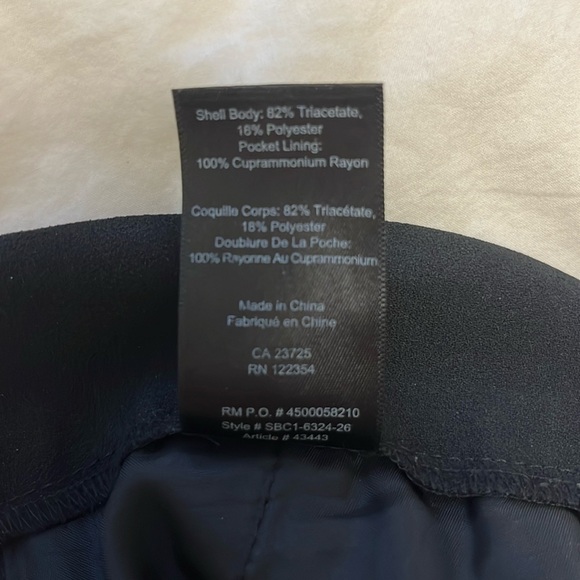 Shell Body: 82% Triacetate,
18% Polyester
Pocket Lining:
100% Cuprammonium Rayon
Coquille Corps: 82% Triacétate,
18% Polyester
Doublure De La Poche:
100% Rayonne Au Cuprammonium
Made in China
Fabriqué en Chine
CA 23725
RN 122354
RM P.O. # 4500058210
Style # SBC1-6324-26
Article # 43443